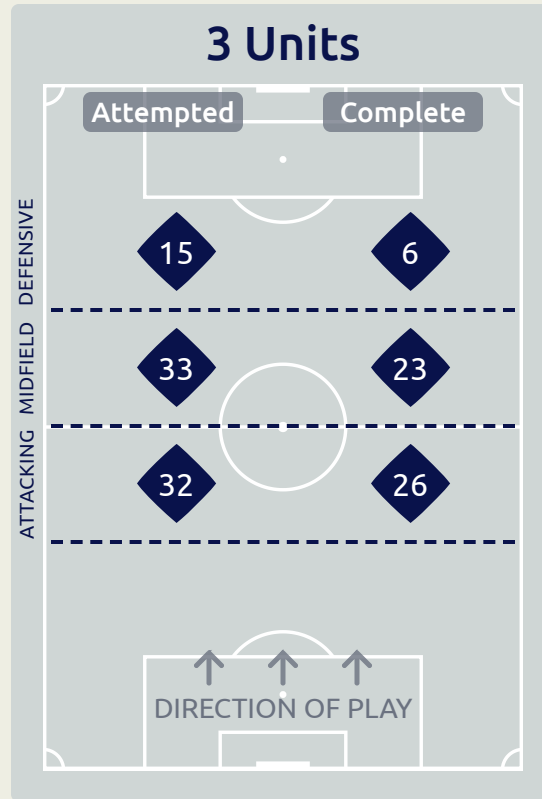 3 Units
Attempted Complete
DEFENSIVE
15 6
MIDFIELD
33 23
ATTACKING
32 26
DIRECTION OF PLAY